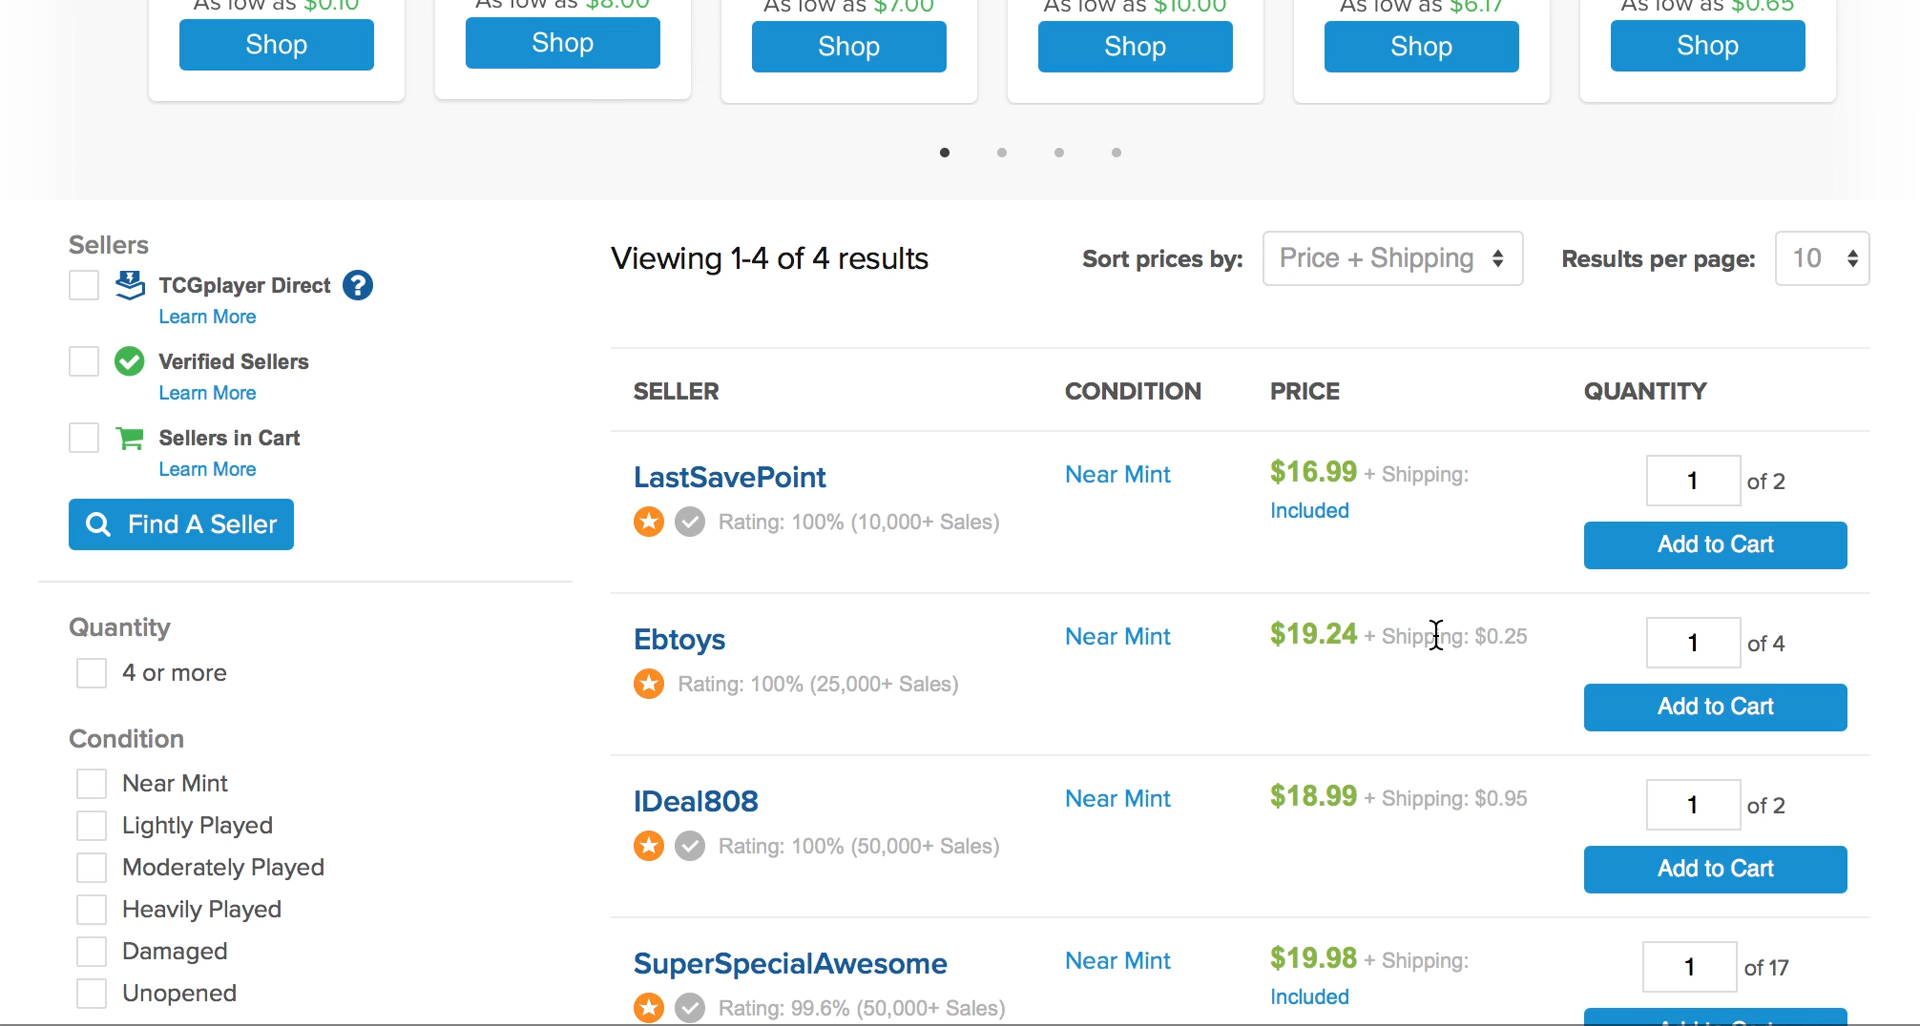 As low as $0.10
As low as $8.00
As low as $7.00
As low as $10.00
As low as $6.17
As low as $0.65
Shop
Shop
Shop
Shop
Shop
Shop
Sellers
TCGplayer Direct ?
Learn More
Verified Sellers
Learn More
Sellers in Cart
Learn More
Find A Seller
Quantity
4 or more
Condition
Near Mint
Lightly Played
Moderately Played
Heavily Played
Damaged
Unopened
Viewing 1-4 of 4 results
Sort prices by: Price + Shipping
Results per page: 10
SELLER CONDITION PRICE QUANTITY
LastSavePoint Near Mint $16.99 + Shipping: 1 of 2
Included
Rating: 100% (10,000+ Sales)
Add to Cart
Ebtoys Near Mint $19.24 + Shipping: $0.25 1 of 4
Rating: 100% (25,000+ Sales)
Add to Cart
IDeal808 Near Mint $18.99 + Shipping: $0.95 1 of 2
Rating: 100% (50,000+ Sales)
Add to Cart
SuperSpecialAwesome Near Mint $19.98 + Shipping: 1 of 17
Included
Rating: 99.6% (50,000+ Sales)
Add to Cart